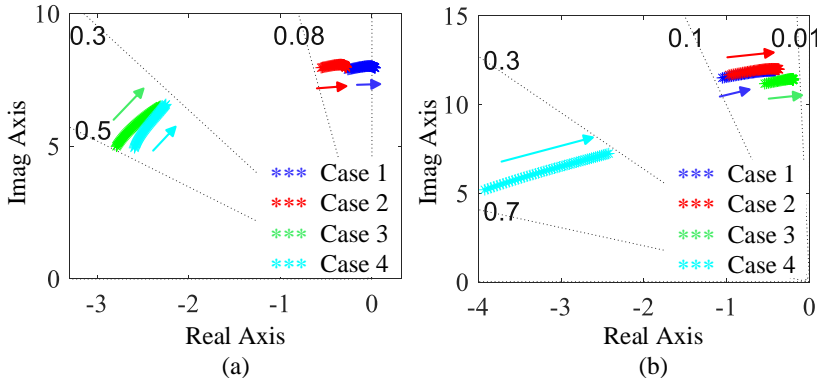 10
0.3
0.08
5
0.5
0
-3
-2
-1
0
Imag Axis
Real Axis
*** Case 1
*** Case 2
*** Case 3
*** Case 4
(a)
15
0.1
0.01
0.3
10
5
0.7
0
-4
-3
-2
-1
0
Imag Axis
Real Axis
*** Case 1
*** Case 2
*** Case 3
*** Case 4
(b)